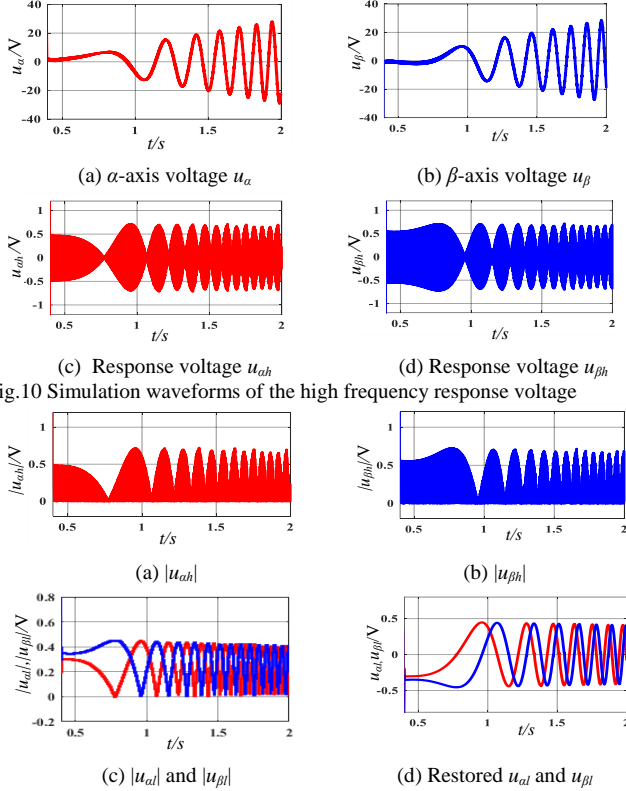 40
20
0
-20
-40
uα/V
0.5
1
1.5
2
t/s
(a) α-axis voltage uα
40
20
0
-20
-40
uβ/V
0.5
1
1.5
2
t/s
(b) β-axis voltage uβ
1
0.5
0
-0.5
-1
uαh/V
0.5
1
1.5
2
t/s
(c) Response voltage uαh
1
0.5
0
-0.5
-1
uβh/V
0.5
1
1.5
2
t/s
(d) Response voltage uβh
ig.10 Simulation waveforms of the high frequency response voltage
1
0.5
0
|uαh|/V
0.5
1
1.5
2
t/s
(a) |uαh|
1
0.5
0
|uβh|/V
0.5
1
1.5
2
t/s
(b) |uβh|
0.8
0.6
0.4
0.2
0
-0.2
|uαl|,|uβl|/V
0.5
1
1.5
2
t/s
(c) |uαl| and |uβl|
0.5
0
-0.5
uαl,uβl/V
0.5
1
1.5
2
t/s
(d) Restored uαl and uβl